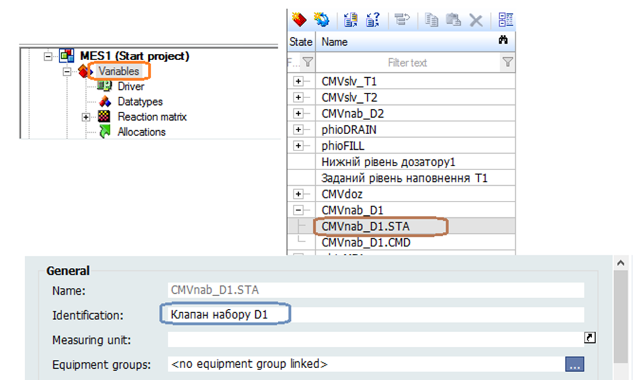 MES1 (Start project)
Variables
Driver
Datatypes
Reaction matrix
Allocations
State Name
F... Filter text
CMVslv_T1
CMVslv_T2
CMVnab_D2
phioDRAIN
phioFILL
Нижній рівень дозатору1
Заданий рівень наповнення T1
CMVdoz
CMVnab_D1
CMVnab_D1.STA
CMVnab_D1.CMD
General
Name: CMVnab_D1.STA
Identification: Клапан набору D1
Measuring unit:
Equipment groups: <no equipment group linked> ...